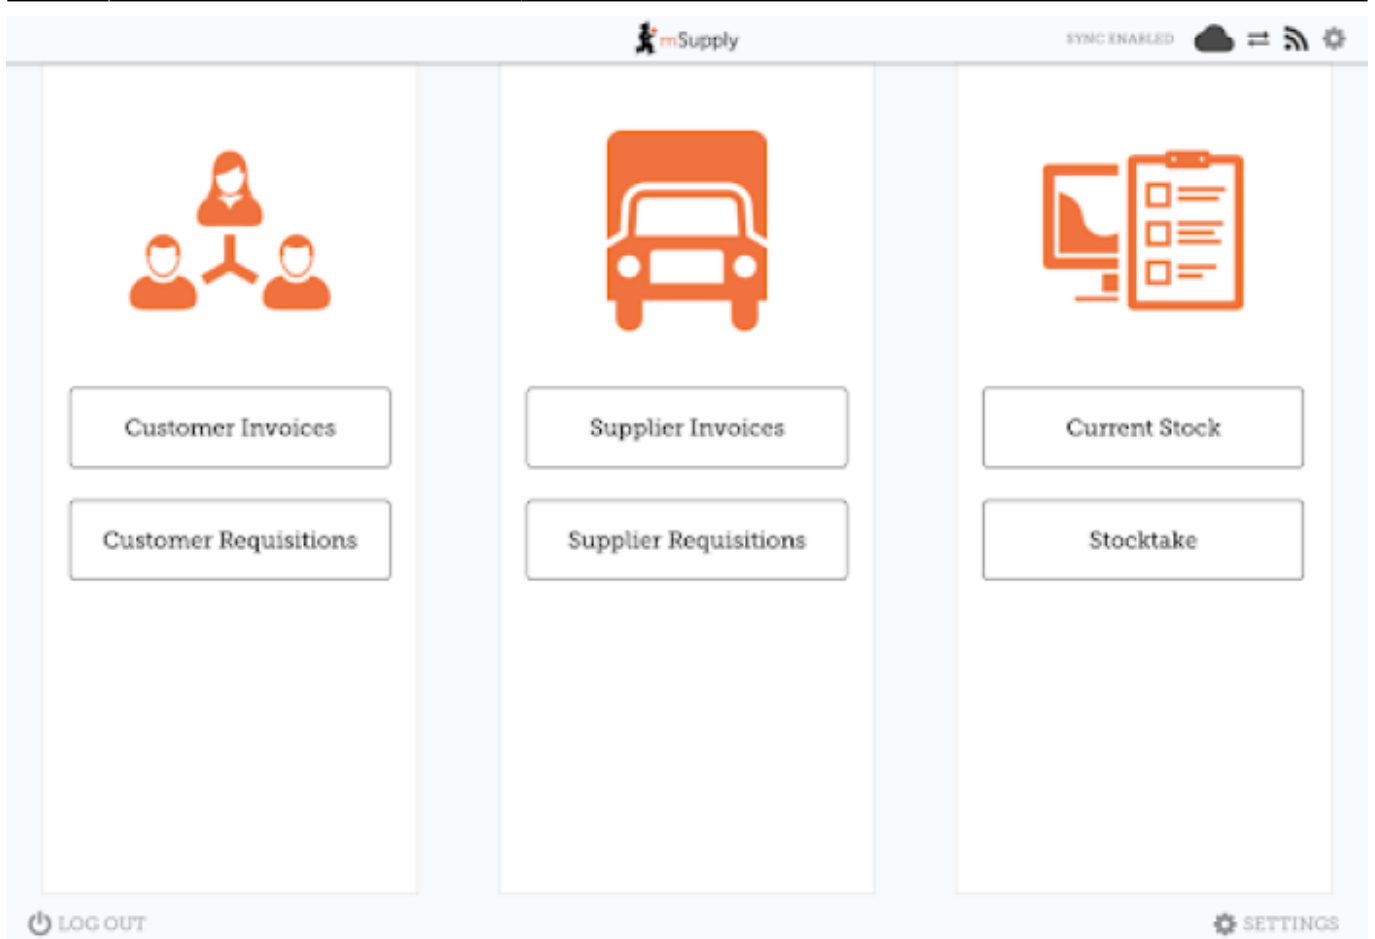 mSupply
SYNC ENABLED
Customer Invoices
Customer Requisitions
Supplier Invoices
Supplier Requisitions
Current Stock
Stocktake
LOG OUT
SETTINGS